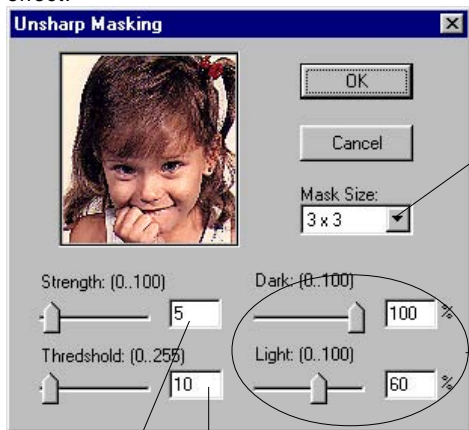 Unsharp Masking
OK
Cancel
Mask Size:
3 x 3
Strength: (0..100)
5
Dark: (0..100)
100 %
Thredshold: (0..255)
10
Light: (0..100)
60 %